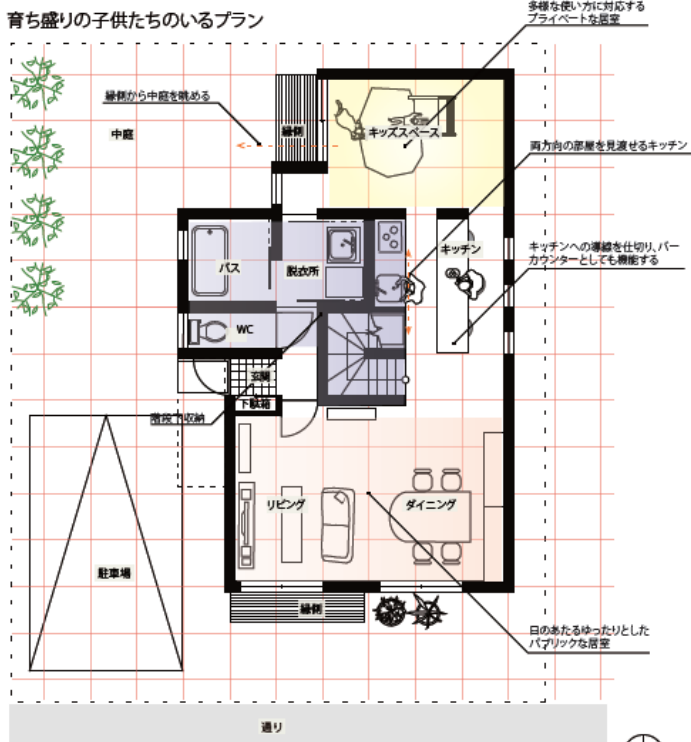 育ち盛りの子供たちのいるプラン
多様な使い方に対応する
プライベートな居室
縁側から中庭を眺める
中庭
縁側
キッズスペース
両方向の部屋を見渡せるキッチン
キッチン
キッチンへの導線を仕切り、バー
カウンターとしても機能する
バス
脱衣所
WC
玄関
下駄箱
階段下収納
リビング
ダイニング
駐車場
縁側
日のあたるゆったりとした
パブリックな居室
通り